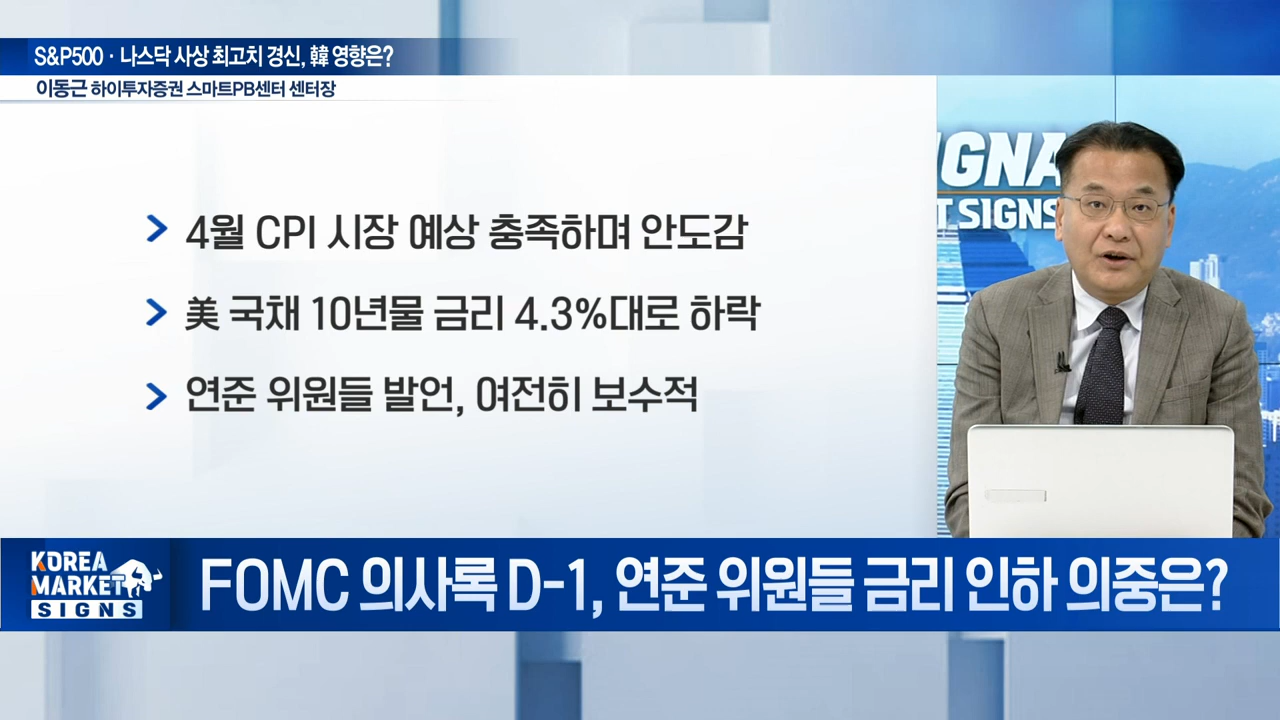 S&P500 · 나스닥 사상 최고치 경신, 韓 영향은?
이동근 하이투자증권 스마트PB센터 센터장
4월 CPI 시장 예상 충족하며 안도감
美 국채 10년물 금리 4.3%대로 하락
연준 위원들 발언, 여전히 보수적
IGNA
T SIGNS
KOREA
MARKET
SIGNS
FOMC 의사록 D-1, 연준 위원들 금리 인하 의중은?